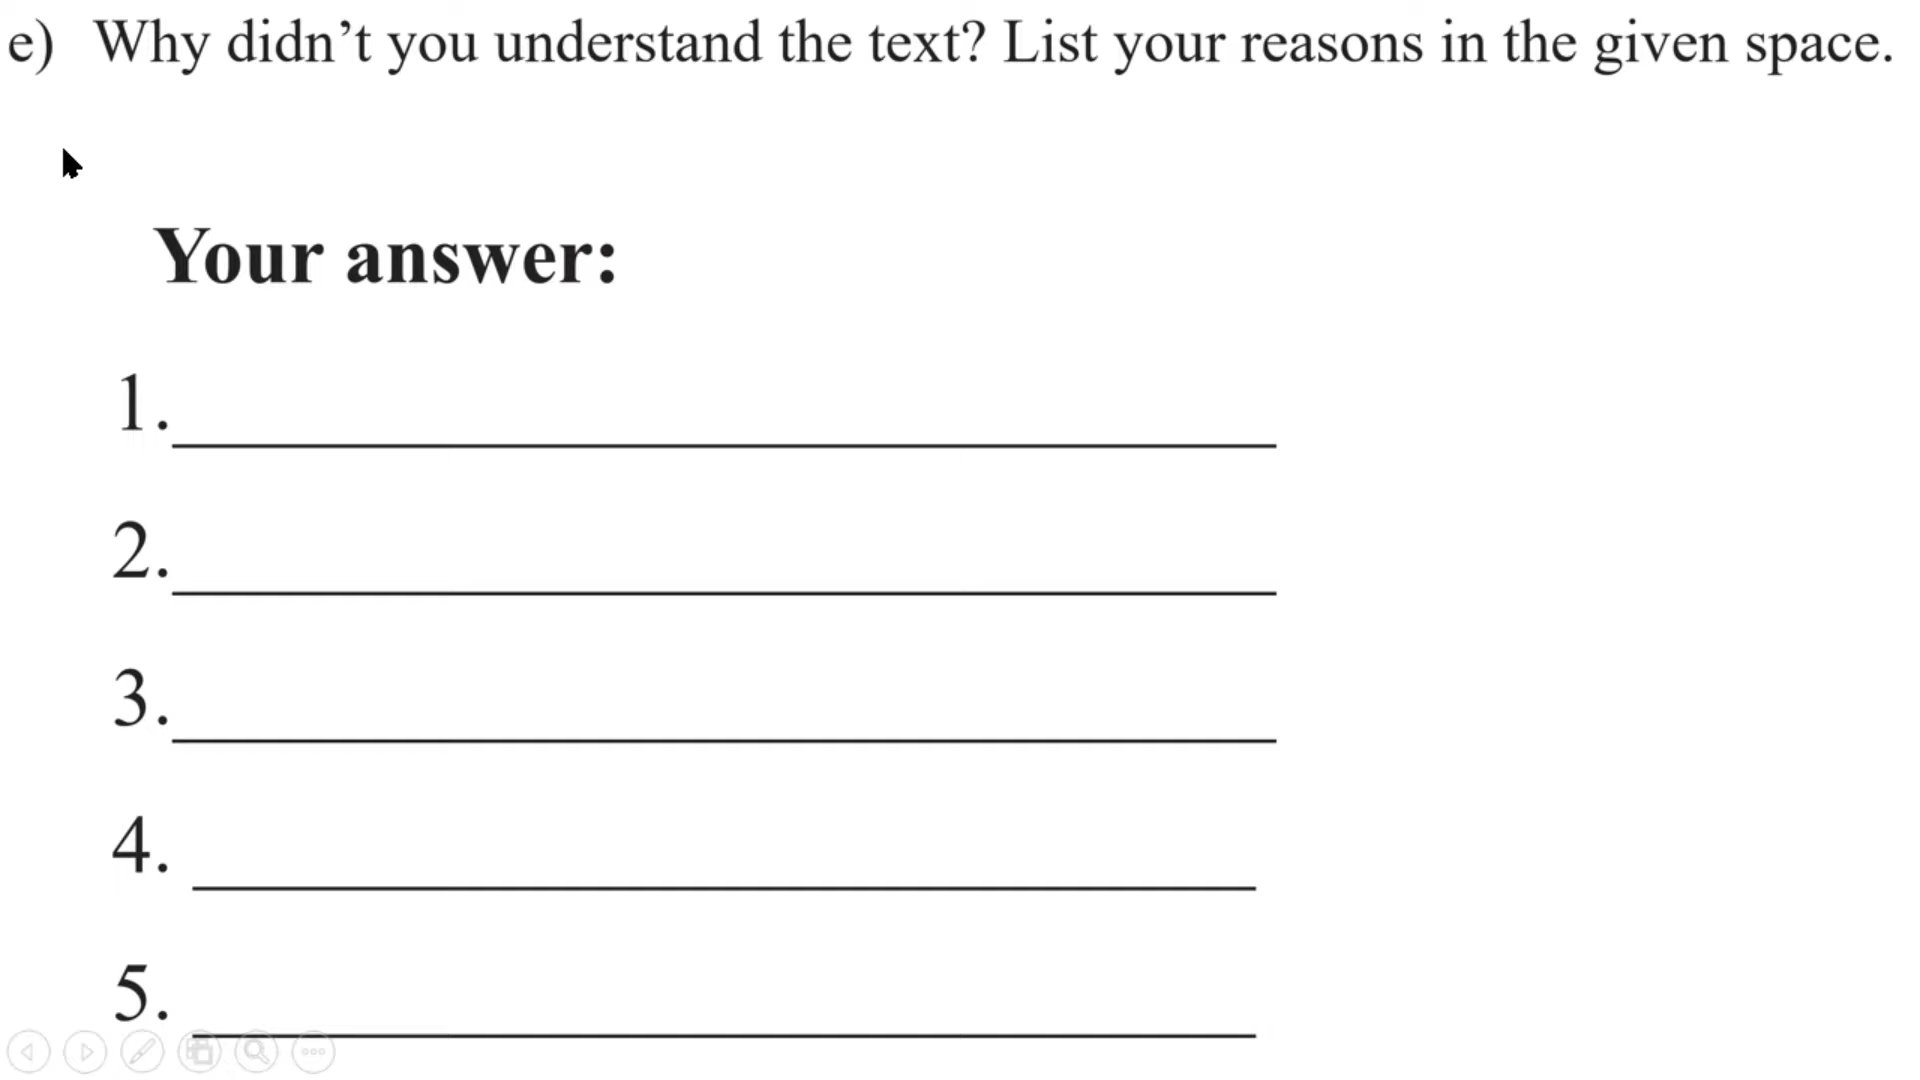 e) Why didn’t you understand the text? List your reasons in the given space.
Your answer:
1.
2.
3.
4.
5.